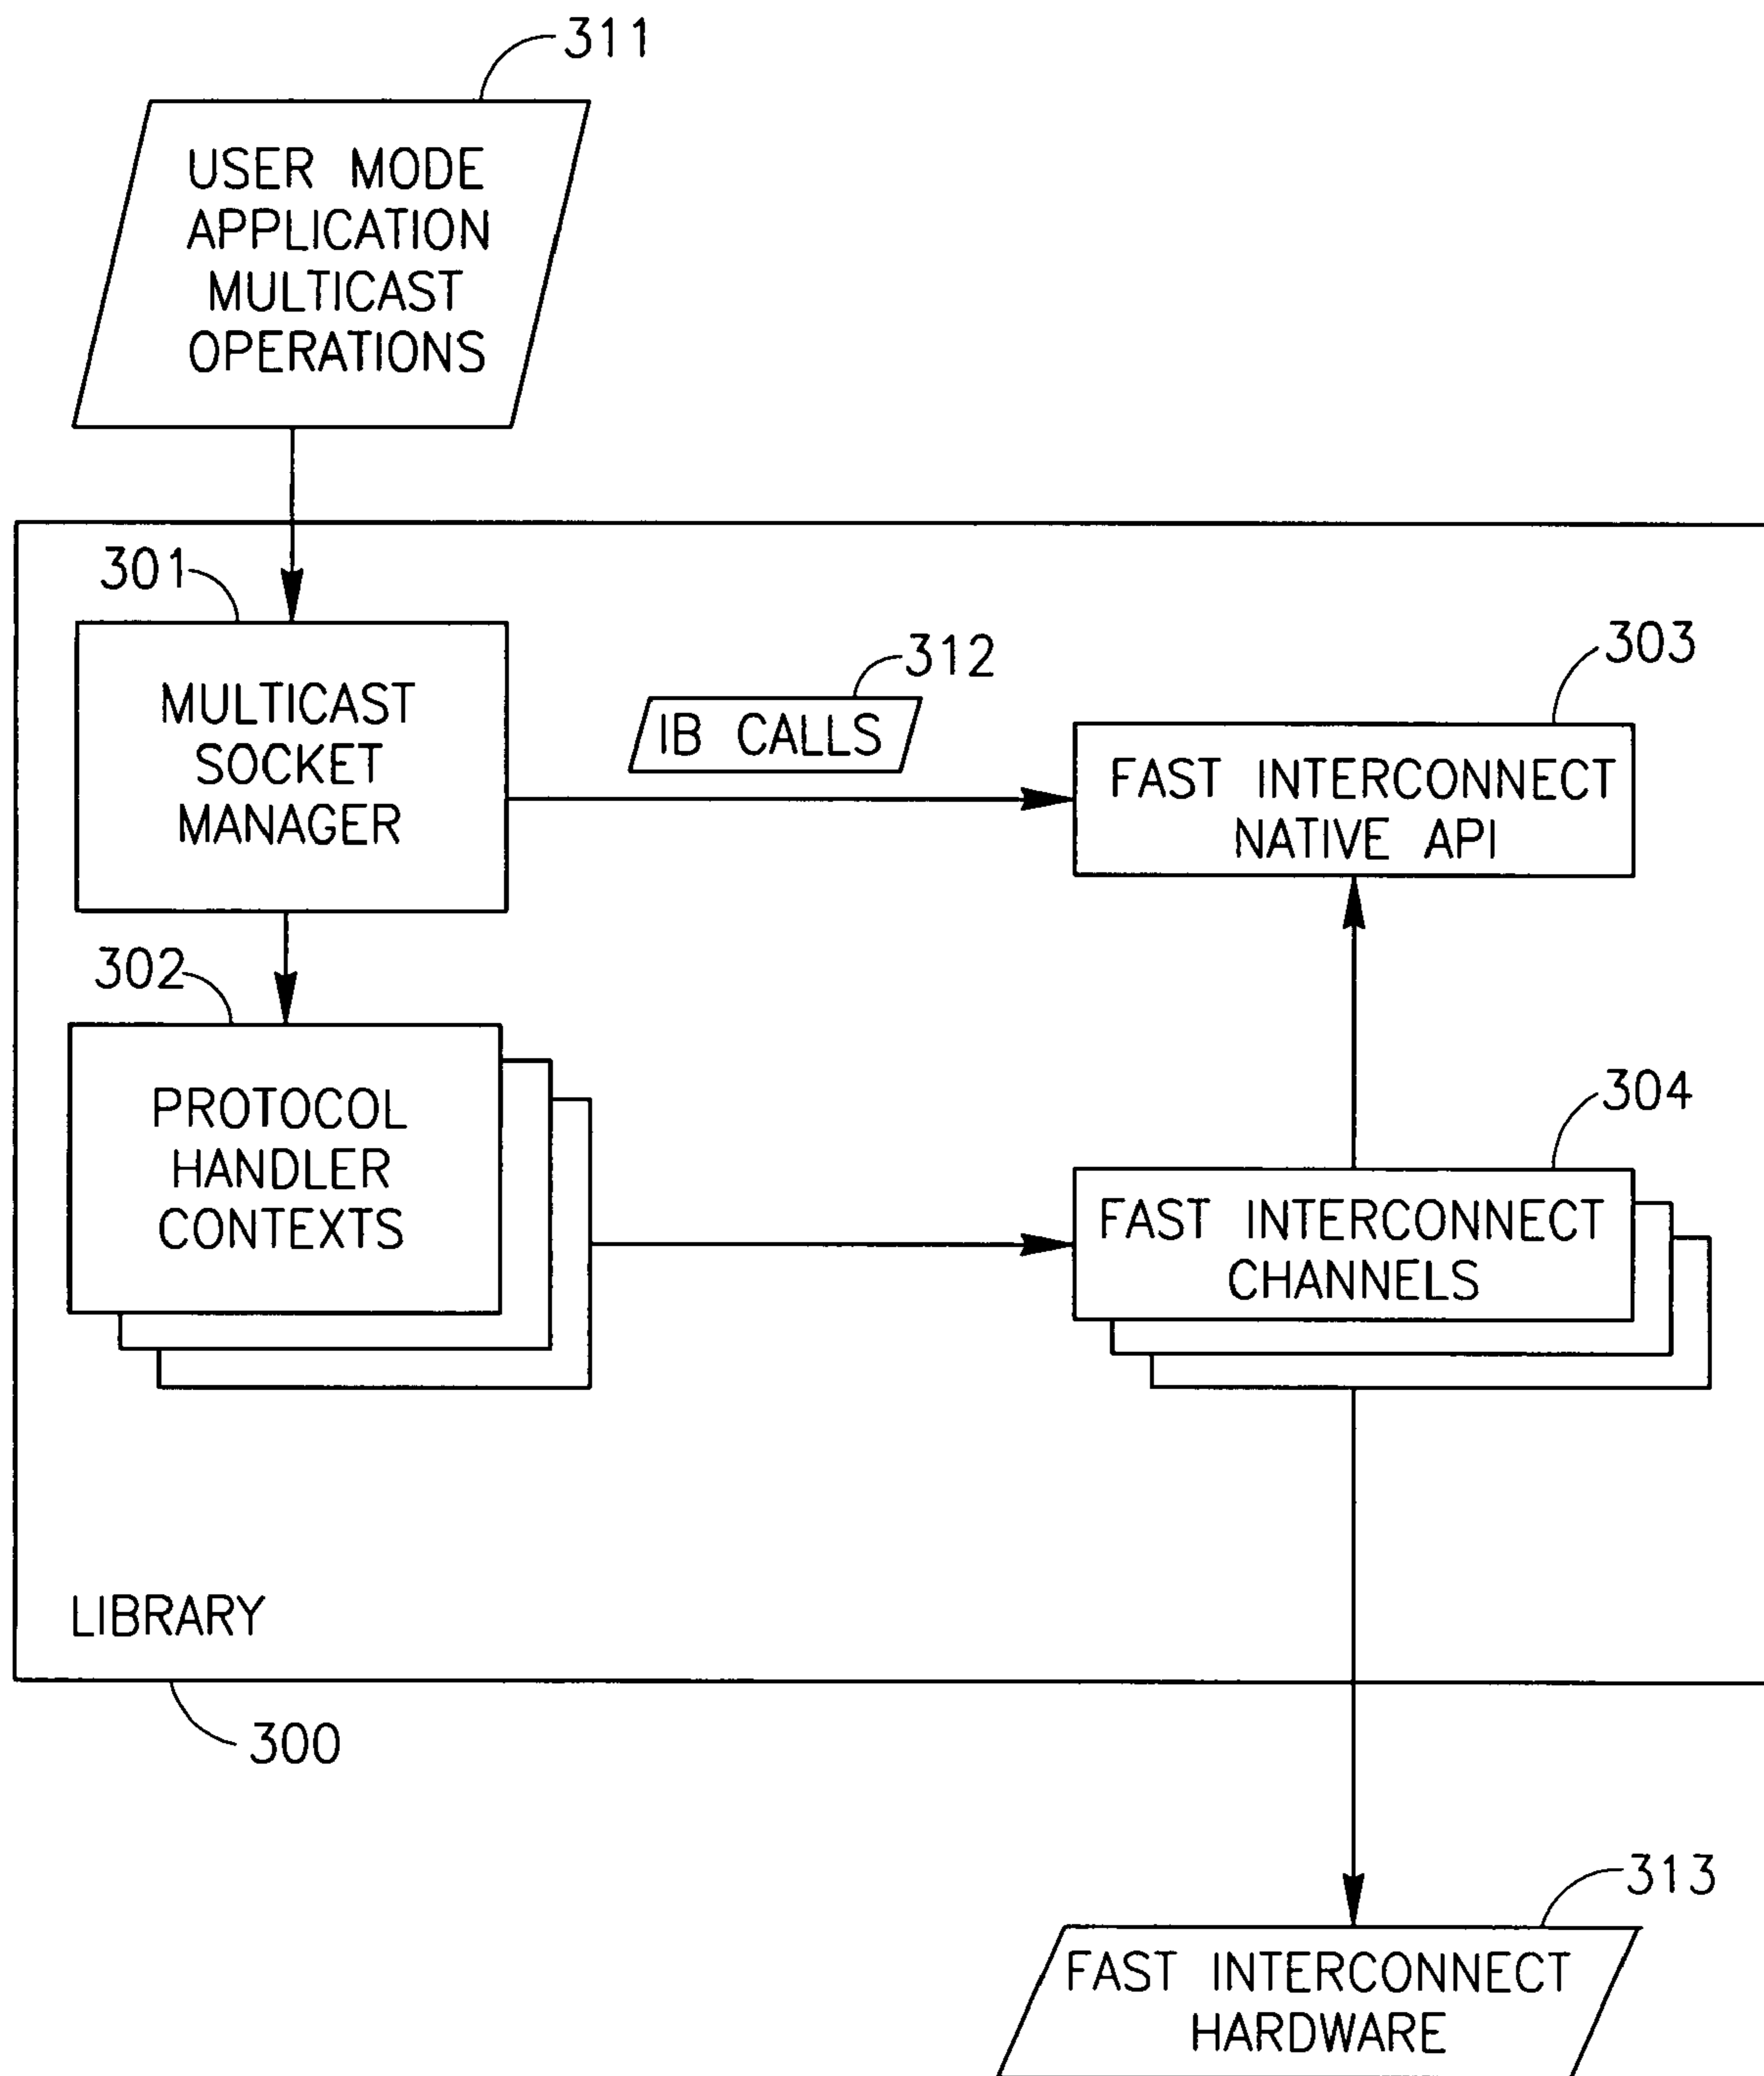 311
USER MODE
APPLICATION
MULTICAST
OPERATIONS
301
MULTICAST
SOCKET
MANAGER
312
IB CALLS
303
FAST INTERCONNECT
NATIVE API
302
PROTOCOL
HANDLER
CONTEXTS
304
FAST INTERCONNECT
CHANNELS
LIBRARY
300
313
FAST INTERCONNECT
HARDWARE